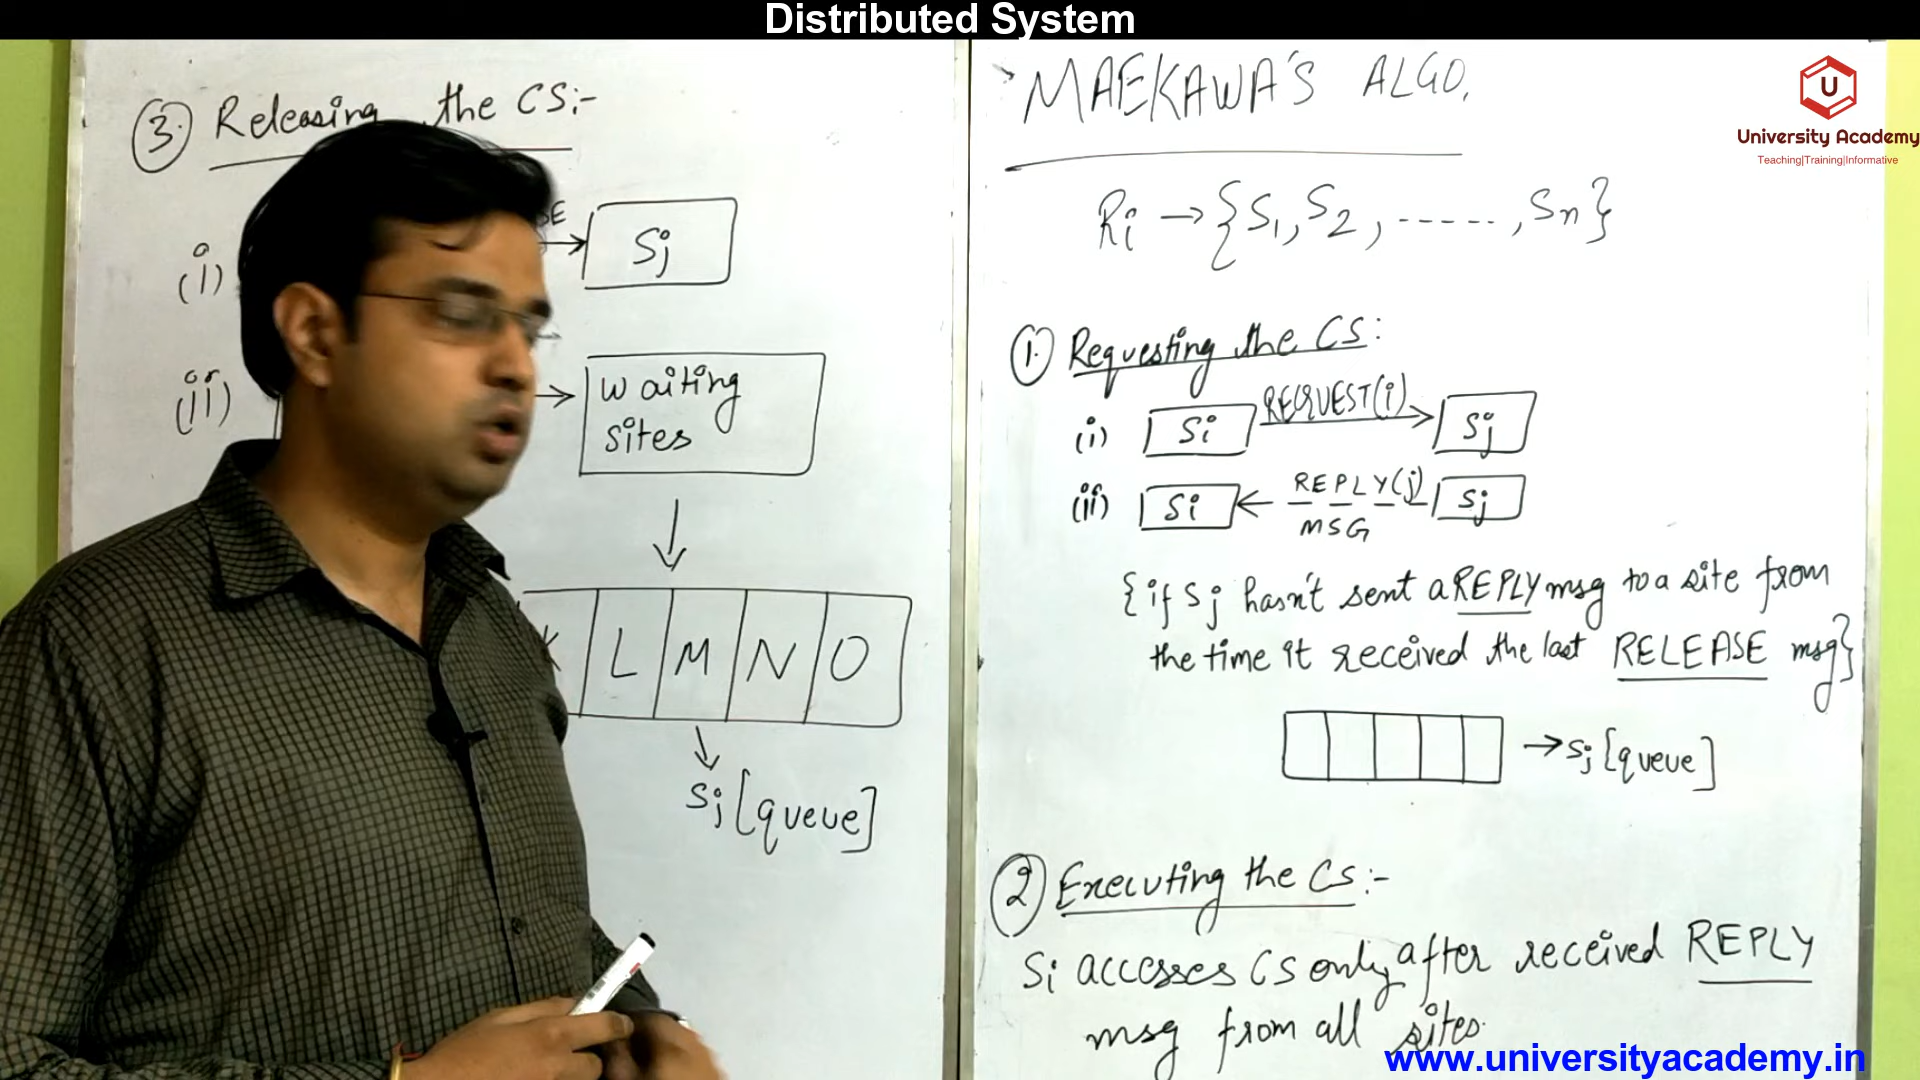 Distributed System
3. Releasing the CS:-
(i)
Sj
(ii)
Waiting
Sites
L M N O
Sj [queue]
MAEKAWA'S ALGO.
Ri → {S1, S2, ------, Sn}
1. Requesting the CS:
(i) Si REQUEST(i) → Sj
(ii) Si ← REPLY(j) Sj
MSG
{if Sj hasn't sent a REPLY msg to a site from
the time it received the last RELEASE msg}
→ Sj [queue]
2 Executing the CS:-
Si accesses CS only after received REPLY
msg from all sites.
U
University Academy
Teaching|Training|Informative
www.universityacademy.in